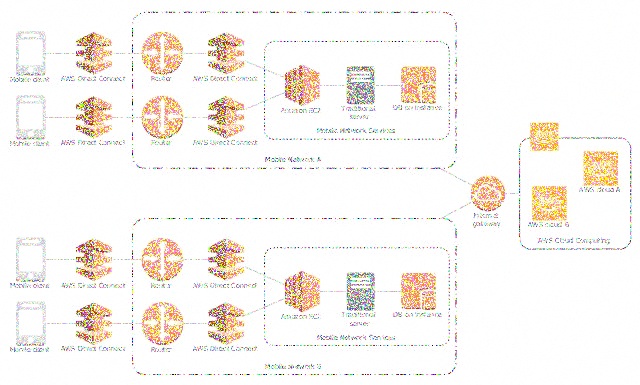 Mobile client
AWS Direct Connect
Router
AWS Direct Connect
Amazon EC2
Traditional
server
DB on instance
Mobile client
AWS Direct Connect
Router
AWS Direct Connect
Mobile Network Services
Mobile Network A
Internet
gateway
AWS cloud A
AWS cloud B
AWS Cloud Computing
Mobile client
AWS Direct Connect
Router
AWS Direct Connect
Amazon EC2
Traditional
server
DB on instance
Mobile client
AWS Direct Connect
Router
AWS Direct Connect
Mobile Network Services
Mobile Network B